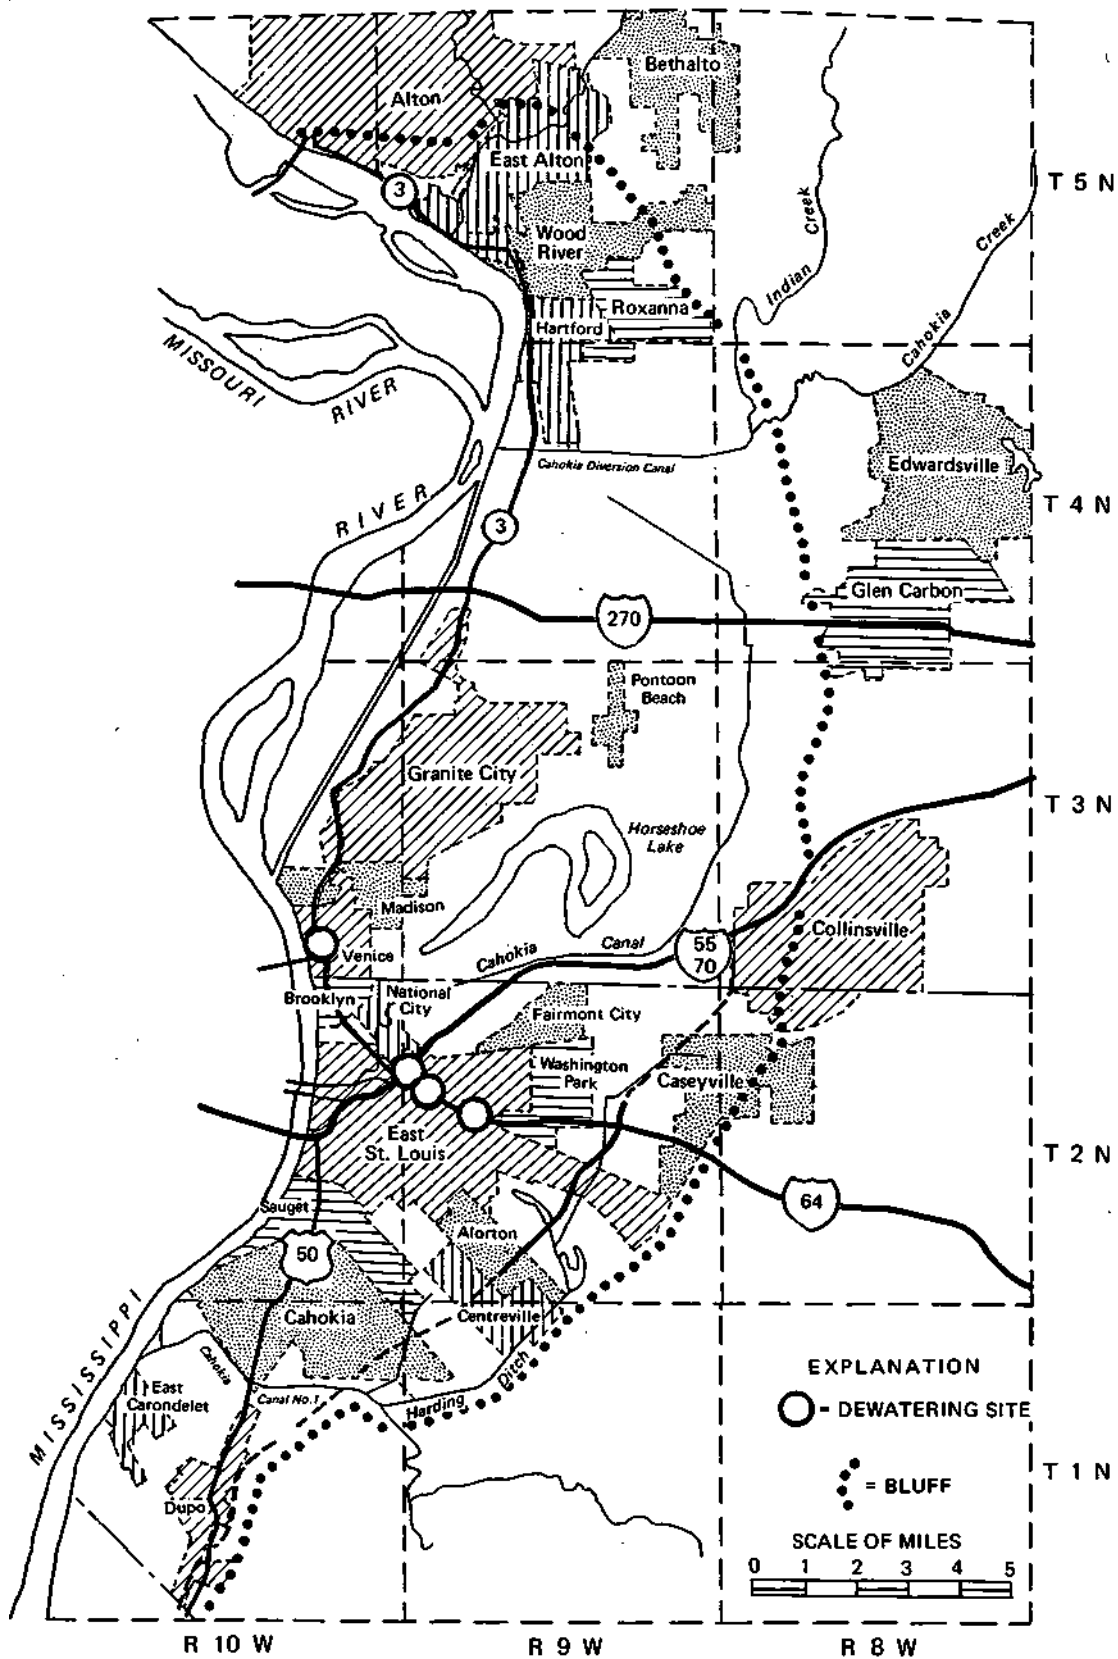 Bethalto
Alton
East Alton
T 5 N
3
Creek
Indian
Creek
Wood
River
Roxanna
Hartford
Cahokia
MISSOURI
RIVER
Edwardsville
Cahokia Diversion Canal
RIVER
3
T 4 N
Glen Carbon
270
Pontoon
Beach
Granite City
T 3 N
Horseshoe
Lake
Madison
Collinsville
Venice
Cahokia
Canal
55
70
Brooklyn
National
City
Fairmont City
Washington
Park
Caseyville
East
St. Louis
T 2 N
64
Sauget
Alorton
50
Cahokia
Centreville
MISSISSIPPI
Cahokia
Canal No. 1
Harding
Ditch
East
Carondelet
Dupo
EXPLANATION
= DEWATERING SITE
= BLUFF
T 1 N
SCALE OF MILES
0 1 2 3 4 5
R 10 W
R 9 W
R 8 W